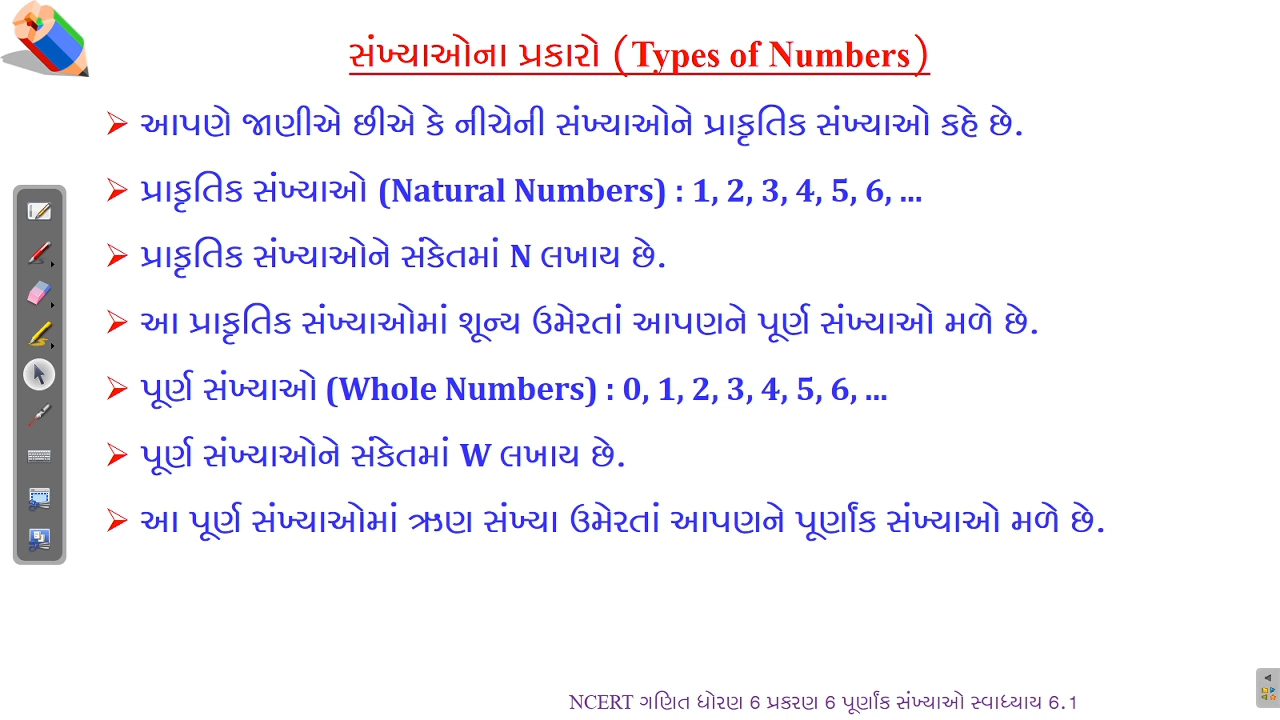 સંખ્યાઓના પ્રકારો (Types of Numbers)
➢ આપણે જાણીએ છીએ કે નીચેની સંખ્યાઓને પ્રાકૃતિક સંખ્યાઓ કહે છે.
➢ પ્રાકૃતિક સંખ્યાઓ (Natural Numbers) : 1, 2, 3, 4, 5, 6, ...
➢ પ્રાકૃતિક સંખ્યાઓને સંકેતમાં N લખાય છે.
➢ આ પ્રાકૃતિક સંખ્યાઓમાં શૂન્ય ઉમેરતાં આપણને પૂર્ણ સંખ્યાઓ મળે છે.
➢ પૂર્ણ સંખ્યાઓ (Whole Numbers) : 0, 1, 2, 3, 4, 5, 6, ...
➢ પૂર્ણ સંખ્યાઓને સંકેતમાં W લખાય છે.
➢ આ પૂર્ણ સંખ્યાઓમાં ઋણ સંખ્યા ઉમેરતાં આપણને પૂર્ણાંક સંખ્યાઓ મળે છે.
NCERT ગણિત ધોરણ 6 પ્રકરણ 6 પૂર્ણાંક સંખ્યાઓ સ્વાધ્યાય 6.1